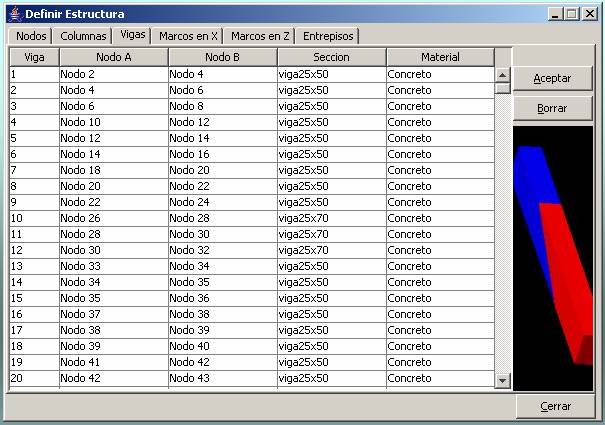 Definir Estructura
Nodos Columnas Vigas Marcos en X Marcos en Z Entrepisos
Viga Nodo A Nodo B Seccion Material
1 Nodo 2 Nodo 4 viga25x50 Concreto
2 Nodo 4 Nodo 6 viga25x50 Concreto
3 Nodo 6 Nodo 8 viga25x50 Concreto
4 Nodo 10 Nodo 12 viga25x50 Concreto
5 Nodo 12 Nodo 14 viga25x50 Concreto
6 Nodo 14 Nodo 16 viga25x50 Concreto
7 Nodo 18 Nodo 20 viga25x50 Concreto
8 Nodo 20 Nodo 22 viga25x50 Concreto
9 Nodo 22 Nodo 24 viga25x50 Concreto
10 Nodo 26 Nodo 28 viga25x70 Concreto
11 Nodo 28 Nodo 30 viga25x70 Concreto
12 Nodo 30 Nodo 32 viga25x70 Concreto
13 Nodo 33 Nodo 34 viga25x50 Concreto
14 Nodo 34 Nodo 35 viga25x50 Concreto
15 Nodo 35 Nodo 36 viga25x50 Concreto
16 Nodo 37 Nodo 38 viga25x50 Concreto
17 Nodo 38 Nodo 39 viga25x50 Concreto
18 Nodo 39 Nodo 40 viga25x50 Concreto
19 Nodo 41 Nodo 42 viga25x50 Concreto
20 Nodo 42 Nodo 43 viga25x50 Concreto
Aceptar
Borrar
Cerrar